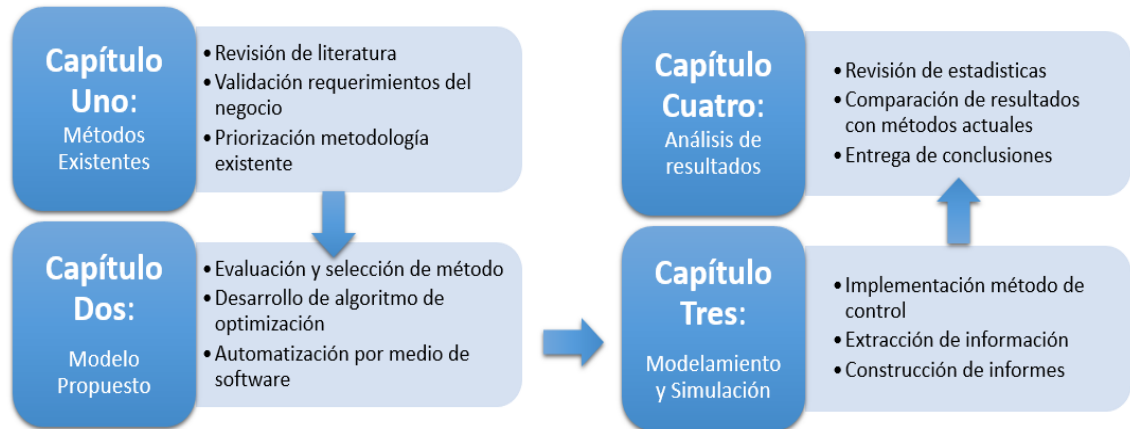 Capítulo
Uno:
Métodos
Existentes
•Revisión de literatura
•Validación requerimientos del
negocio
•Priorización metodología
existente
Capítulo
Dos:
Modelo
Propuesto
•Evaluación y selección de método
•Desarrollo de algoritmo de
optimización
•Automatización por medio de
software
Capítulo
Tres:
Modelamiento
y Simulación
•Implementación método de
control
•Extracción de información
•Construcción de informes
Capítulo
Cuatro:
Análisis de
resultados
•Revisión de estadisticas
•Comparación de resultados
con métodos actuales
•Entrega de conclusiones